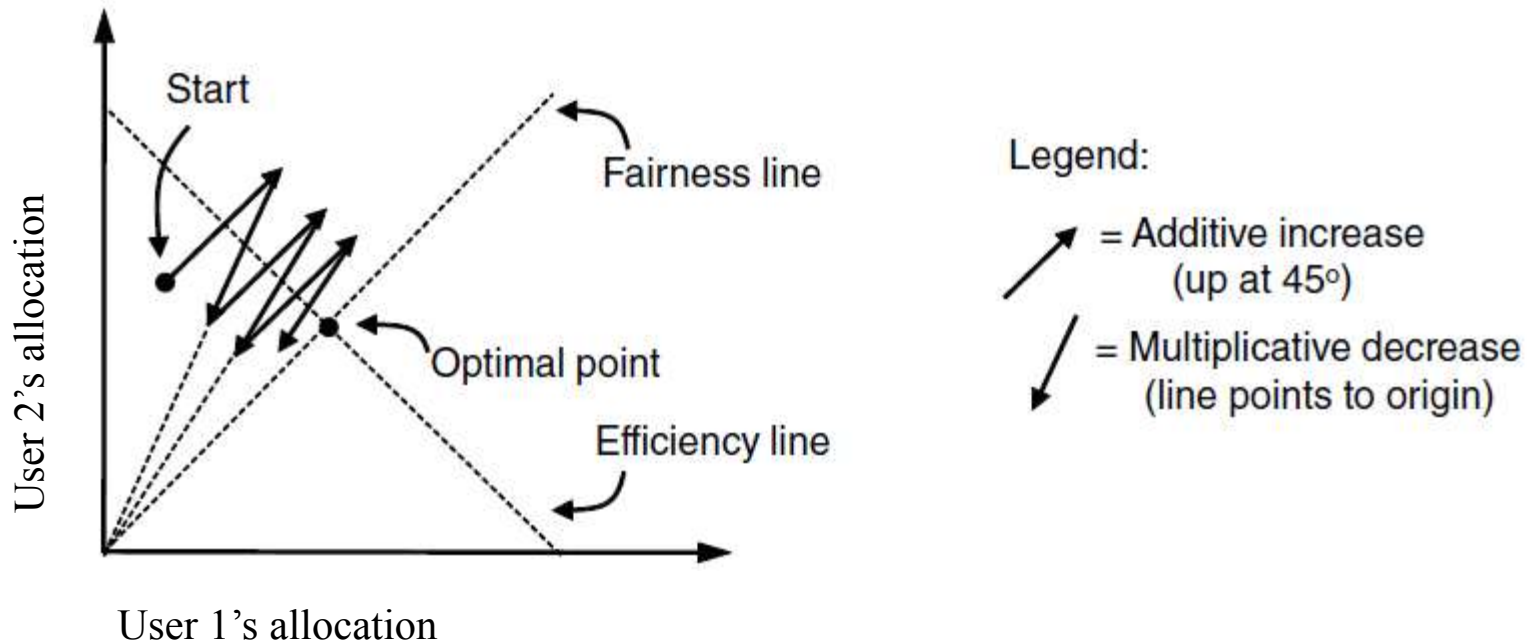 Start
Fairness line
Optimal point
Efficiency line
User 2’s allocation
User 1’s allocation
Legend:
= Additive increase
(up at 45º)
= Multiplicative decrease
(line points to origin)